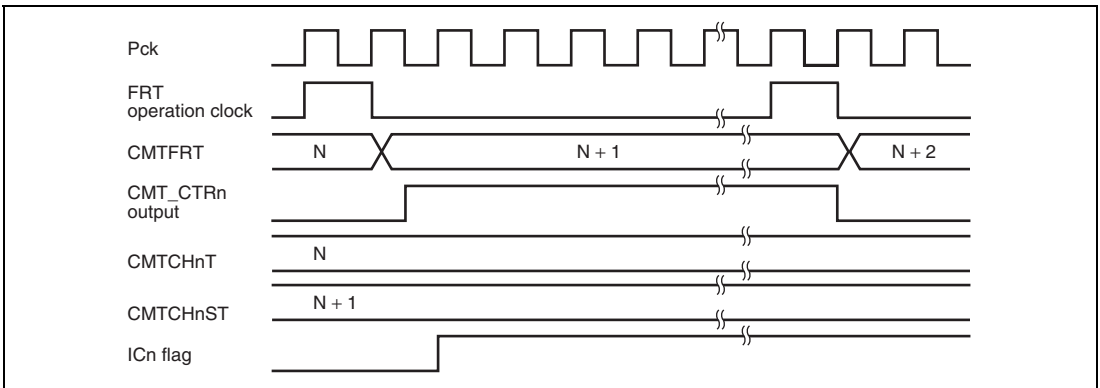 Pck
FRT
operation clock
CMTFRT N N + 1 N + 2
CMT_CTRn
output
CMTCHnT N
CMTCHnST N + 1
ICn flag